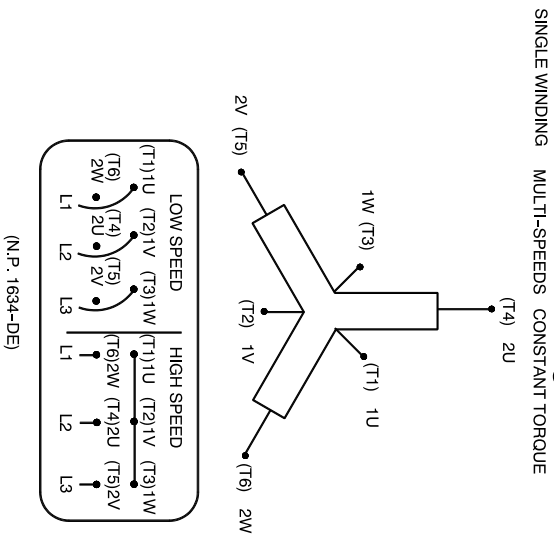 SINGLE WINDING MULTI-SPEEDS CONSTANT TORQUE
(T4) 2U
1W (T3)
(T1) 1U
2V (T5)
(T2) 1V
(T6) 2W
LOW SPEED HIGH SPEED
(T1)1U (T2)1V (T3)1W (T1)1U (T2)1V (T3)1W
(T6) (T4) (T5) (T6)2W (T4)2U (T5)2V
2W 2U 2V
L1 L2 L3 L1 L2 L3
(N.P. 1634-DE)